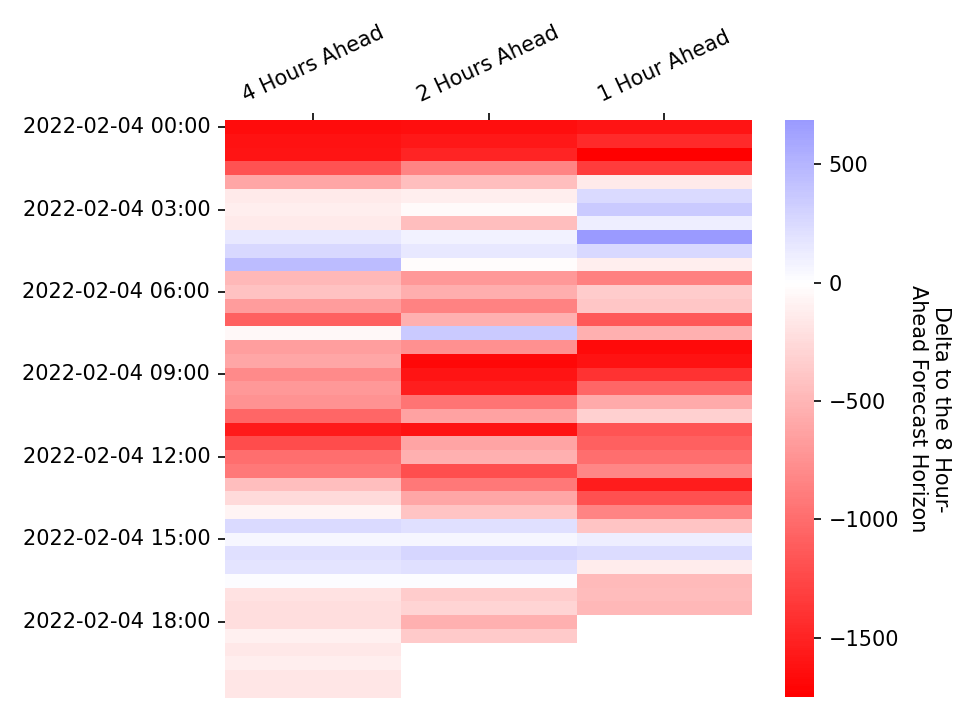 4 Hours Ahead
2 Hours Ahead
1 Hour Ahead
2022-02-04 00:00
2022-02-04 03:00
2022-02-04 06:00
2022-02-04 09:00
2022-02-04 12:00
2022-02-04 15:00
2022-02-04 18:00
500
0
−500
−1000
−1500
Delta to the 8 Hour-
Ahead Forecast Horizon